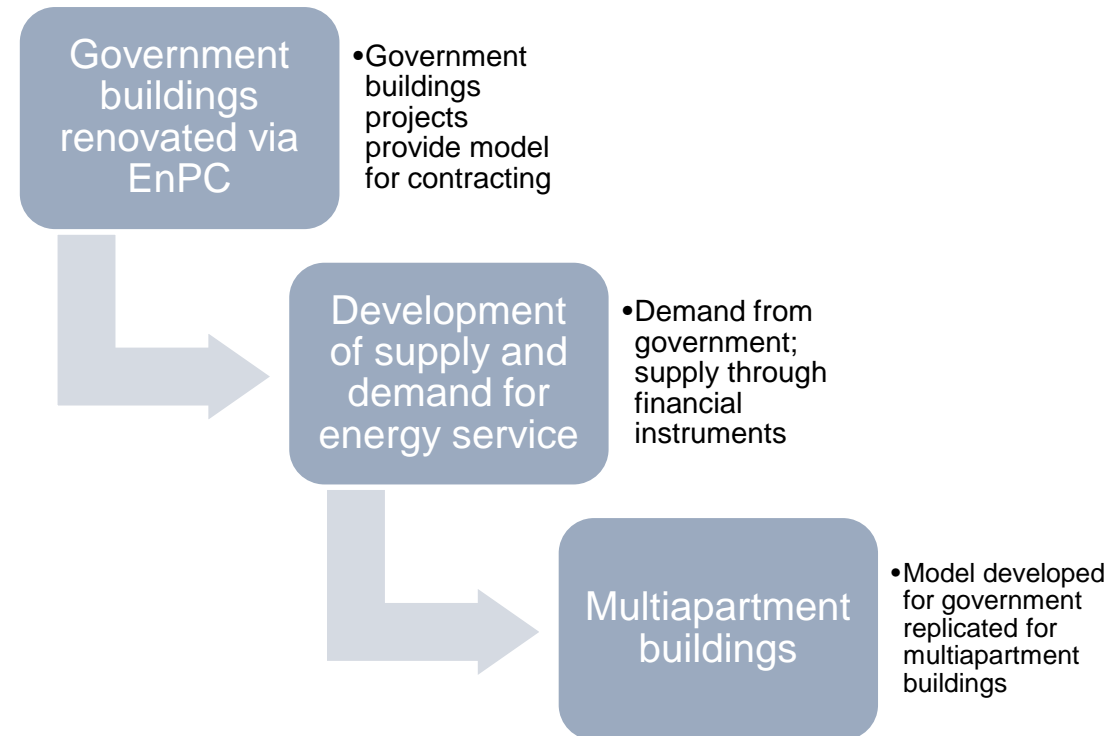 Government
buildings
renovated via
EnPC
•Government
buildings
projects
provide model
for contracting
Development
of supply and
demand for
energy service
•Demand from
government;
supply through
financial
instruments
Multiapartment
buildings
•Model developed
for government
replicated for
multiapartment
buildings